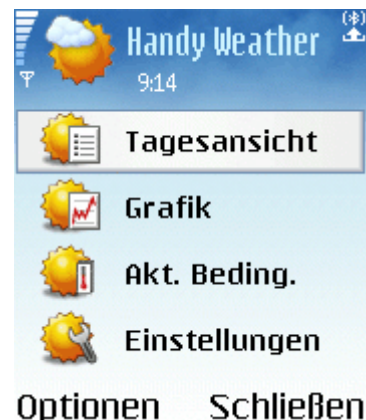 Handy Weather
9:14
Tagesansicht
Grafik
Akt. Beding.
Einstellungen
Optionen Schließen